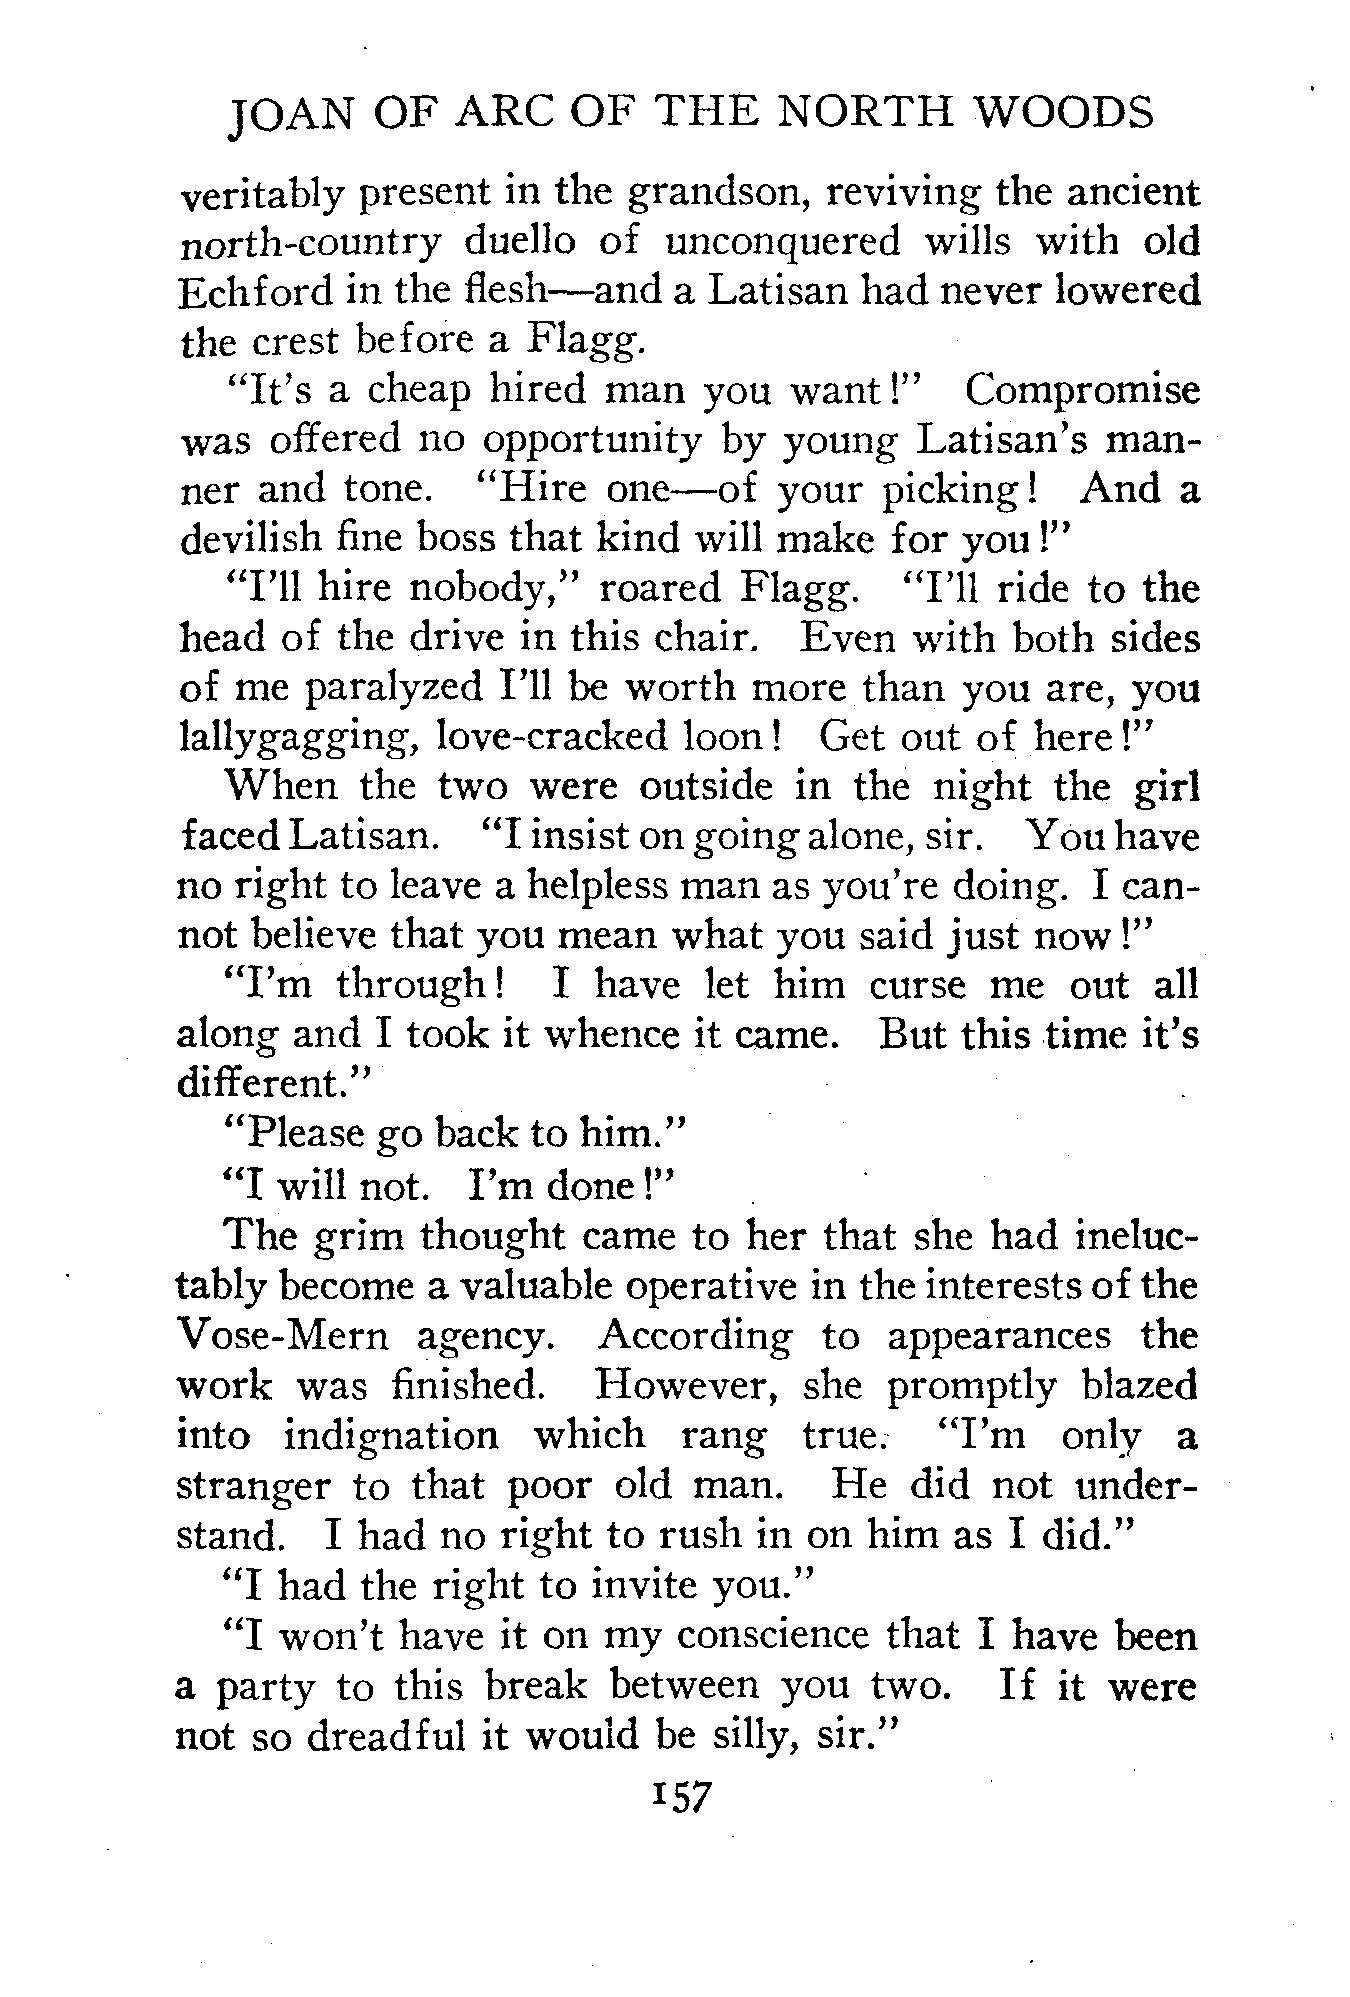 JOAN OF ARC OF THE NORTH WOODS
veritably present in the grandson, reviving the ancient
north-country duello of unconquered wills with old
Echford in the flesh—and a Latisan had never lowered
the crest before a Flagg.
"It's a cheap hired man you want!" Compromise
was offered no opportunity by young Latisan's man-
ner and tone. "Hire one—of your picking! And a
devilish fine boss that kind will make for you!"
"I'll hire nobody," roared Flagg. "I'll ride to the
head of the drive in this chair. Even with both sides
of me paralyzed I'll be worth more than you are, you
lallygagging, love-cracked loon! Get out of here!"
When the two were outside in the night the girl
faced Latisan. "I insist on going alone, sir. You have
no right to leave a helpless man as you're doing. I can-
not believe that you mean what you said just now!"
"I'm through! I have let him curse me out all
along and I took it whence it came. But this time it's
different."
"Please go back to him."
"I will not. I'm done!"
The grim thought came to her that she had ineluc-
tably become a valuable operative in the interests of the
Vose-Mern agency. According to appearances the
work was finished. However, she promptly blazed
into indignation which rang true. "I'm only a
stranger to that poor old man. He did not under-
stand. I had no right to rush in on him as I did."
"I had the right to invite you."
"I won't have it on my conscience that I have been
a party to this break between you two. If it were
not so dreadful it would be silly, sir."
157